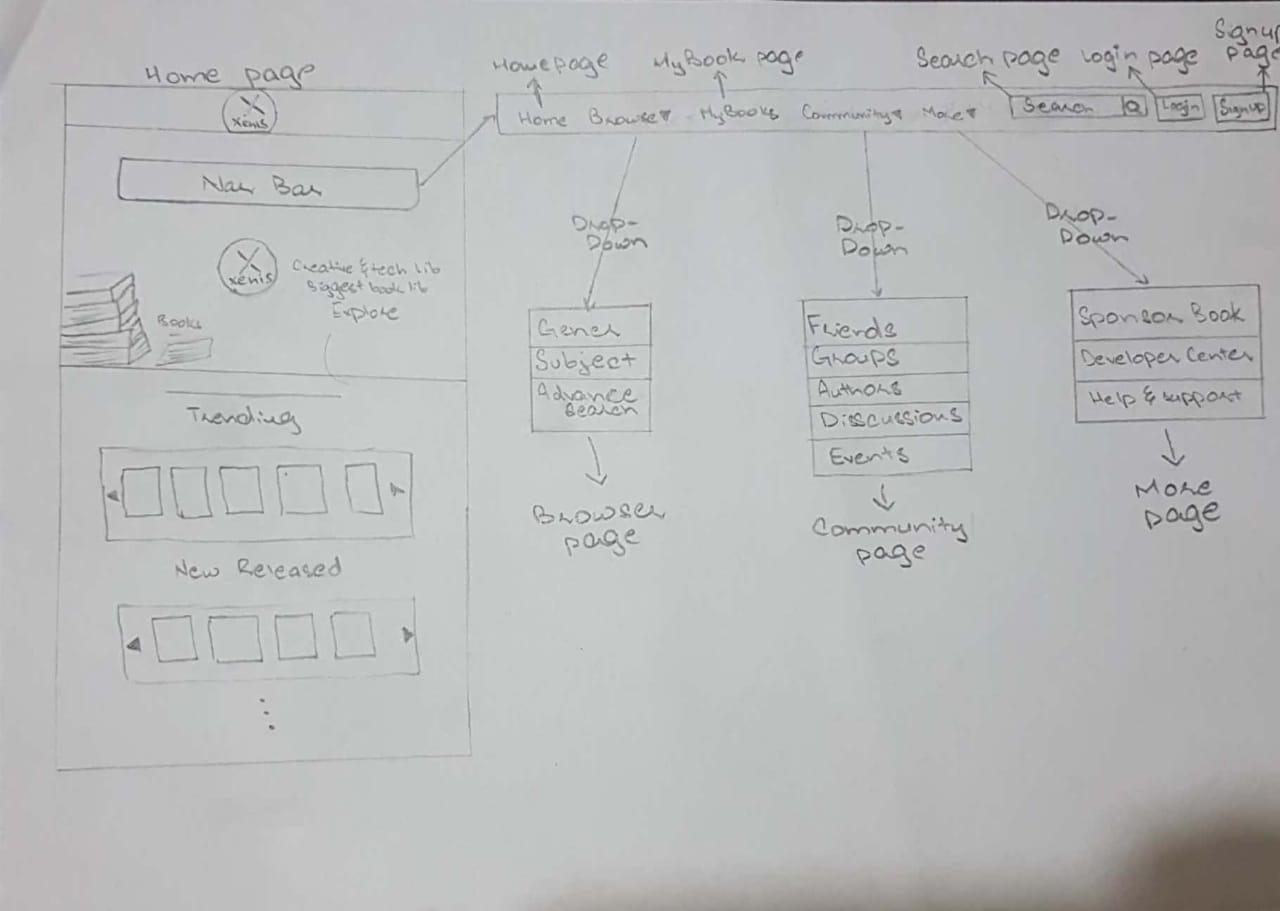 Home page
Xenis
Nav Bar
Xenis
Creative & tech lib
Biggest book lib
Explore
Books
Trending
New Released
Homepage
MyBook page
Search page
Login page
Signup page
Home
Browse
MyBooks
Community
More
Search
Login
Signup
Drop-
Down
Drop-
Down
Drop-
Down
Gener
Subject
Advance
Search
Browser
page
Friends
Groups
Authors
Disscussions
Events
Community
page
Sponsor Book
Developer Center
Help & support
More
page